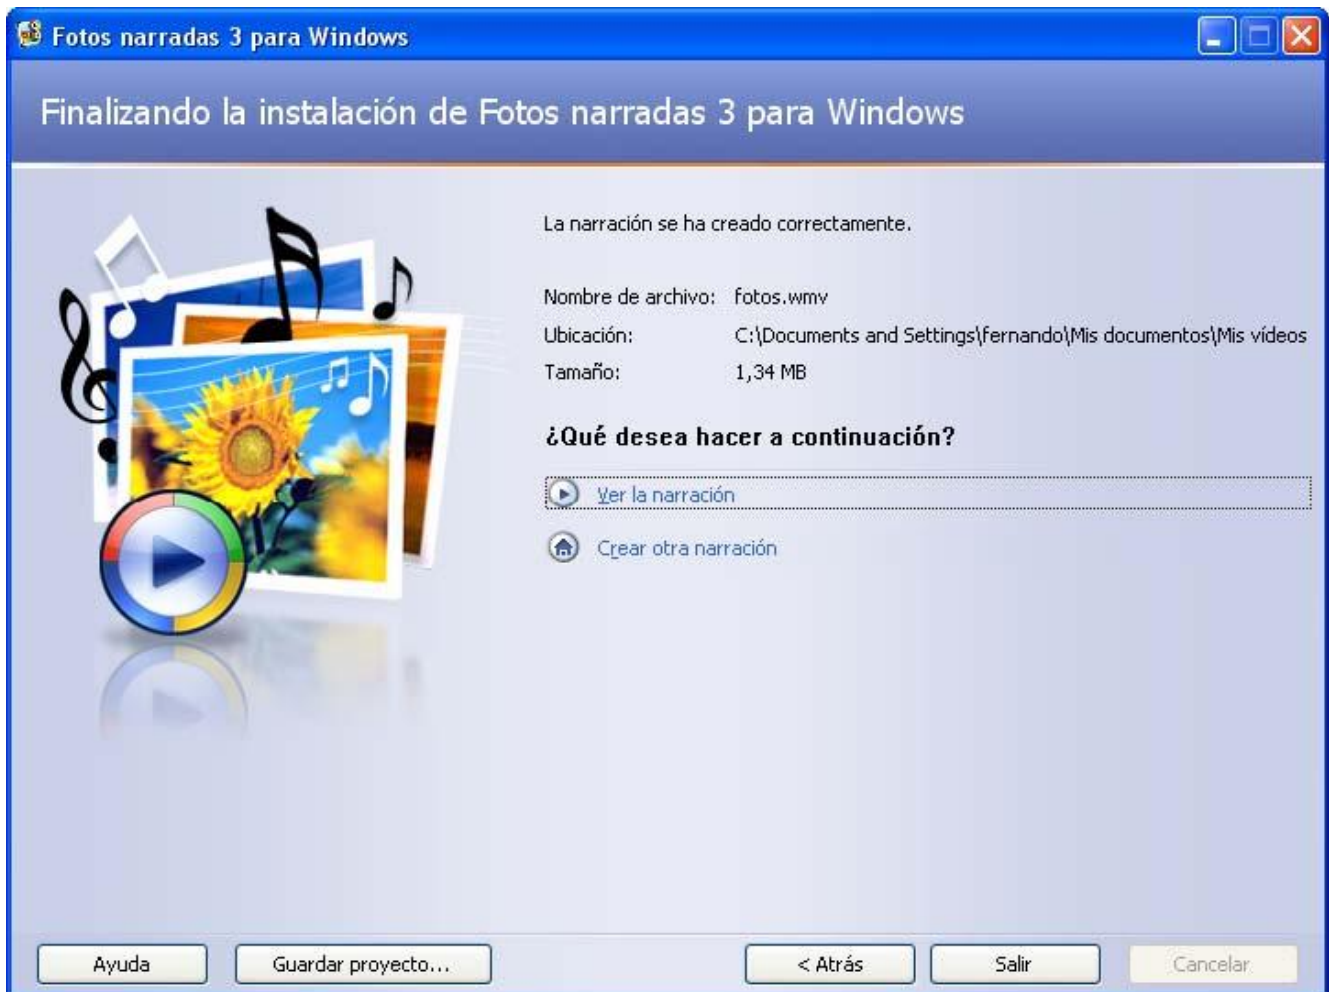 Fotos narradas 3 para Windows
Finalizando la instalación de Fotos narradas 3 para Windows
La narración se ha creado correctamente.
Nombre de archivo: fotos.wmv
Ubicación: C:\Documents and Settings\fernando\Mis documentos\Mis vídeos
Tamaño: 1,34 MB
¿Qué desea hacer a continuación?
Ver la narración
Crear otra narración
Ayuda Guardar proyecto... < Atrás Salir Cancelar